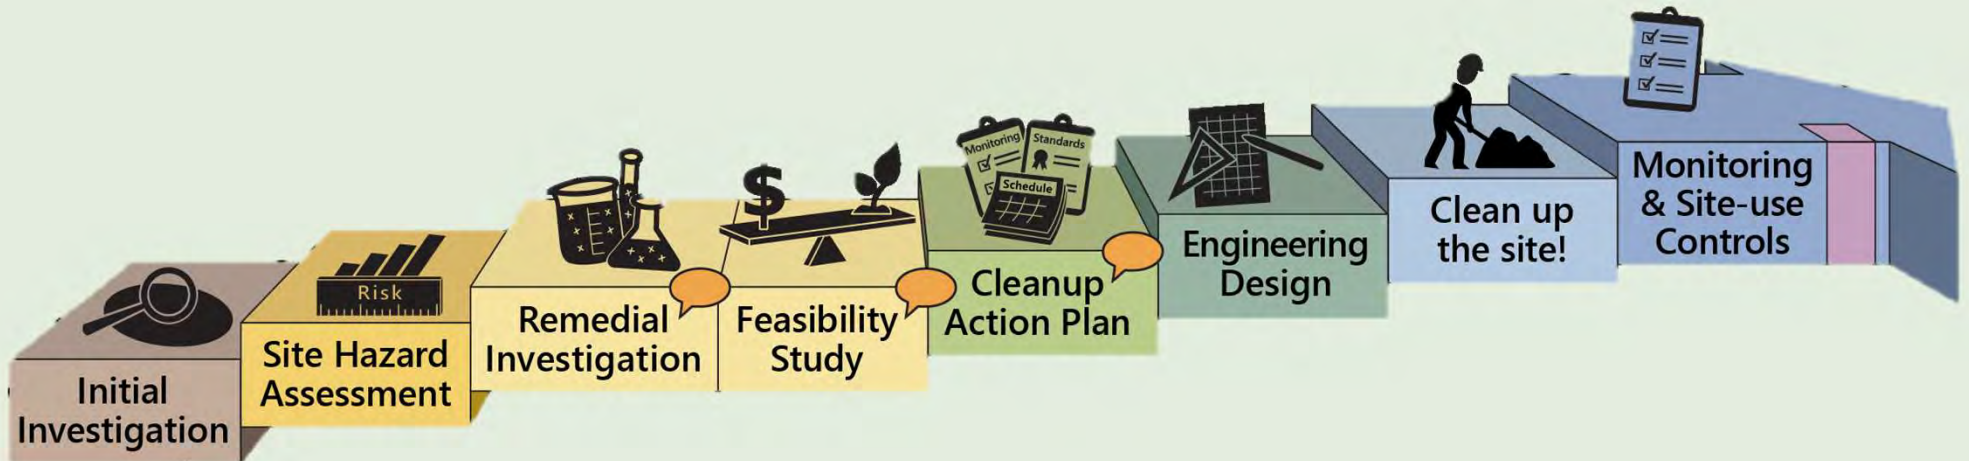 Initial
Investigation
Risk
Site Hazard
Assessment
Remedial
Investigation
$
Feasibility
Study
Monitoring
Standards
Schedule
Cleanup
Action Plan
Engineering
Design
Clean up
the site!
Monitoring
& Site-use
Controls